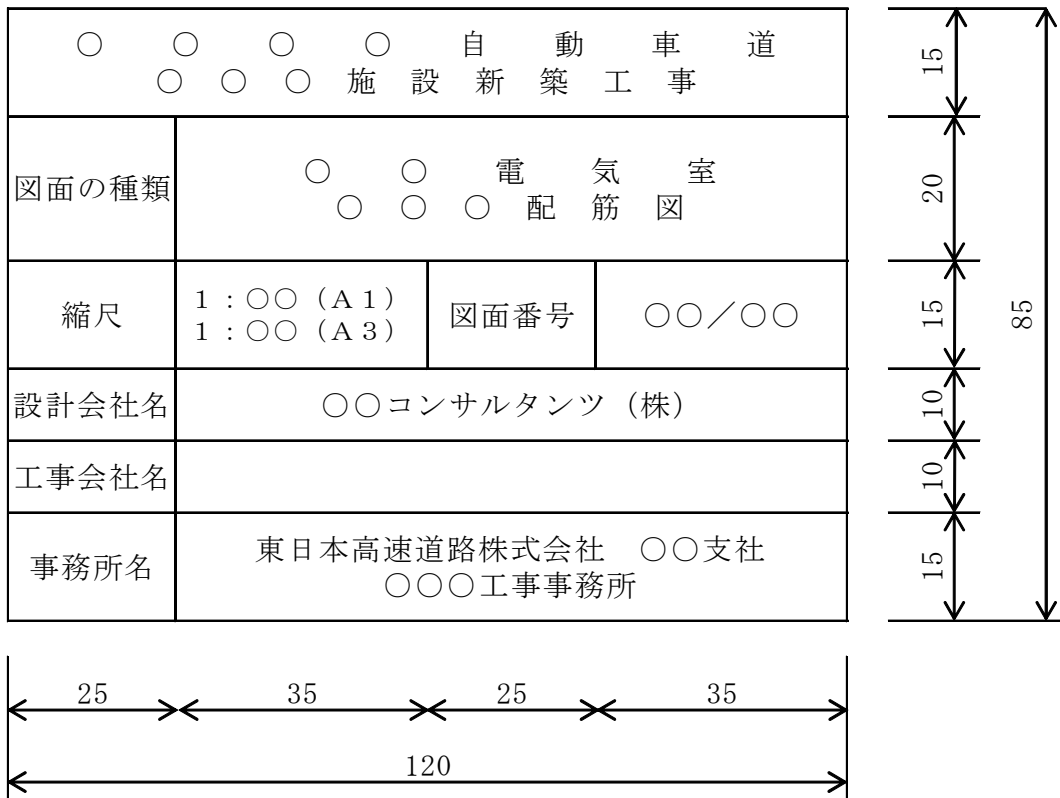 ○ ○ ○ ○ 自 動 車 道
○ ○ ○ 施 設 新 築 工 事
図面の種類
○ ○ 電 気 室
○ ○ ○ 配 筋 図
縮尺
1：○○（A1）
1：○○（A3）
図面番号
○○／○○
設計会社名
○○コンサルタンツ（株）
工事会社名
事務所名
東日本高速道路株式会社　○○支社
○○○工事事務所
15
20
15
10
10
15
85
25
35
25
35
120